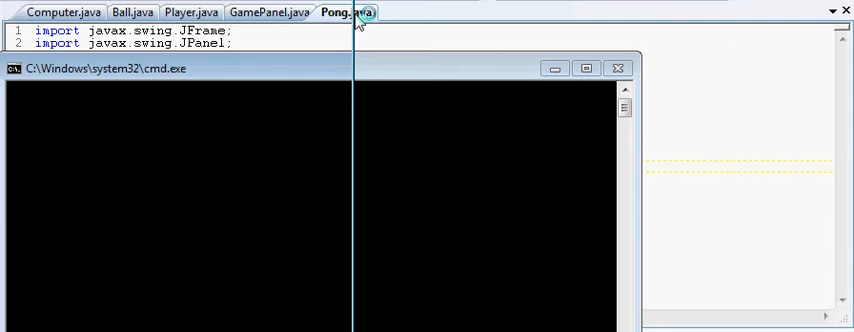 Computer.java Ball.java Player.java GamePanel.java Pong.java
1 import javax.swing.JFrame;
2 import javax.swing.JPanel;
C:\Windows\system32\cmd.exe